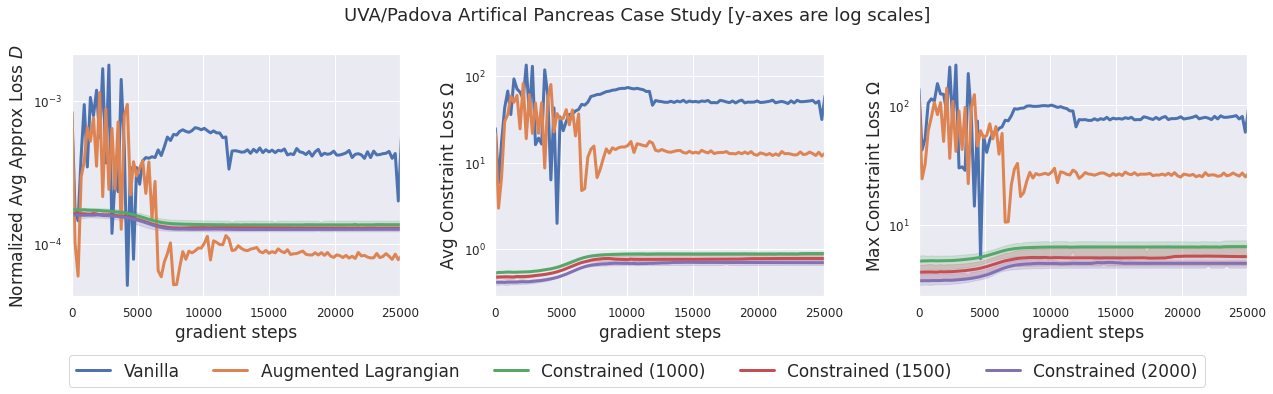 UVA/Padova Artifical Pancreas Case Study [y-axes are log scales]
Normalized Avg Approx Loss D
10⁻³
10⁻⁴
0 5000 10000 15000 20000 25000
gradient steps
Avg Constraint Loss Ω
10²
10¹
10⁰
0 5000 10000 15000 20000 25000
gradient steps
Max Constraint Loss Ω
10²
10¹
0 5000 10000 15000 20000 25000
gradient steps
Vanilla Augmented Lagrangian Constrained (1000) Constrained (1500) Constrained (2000)